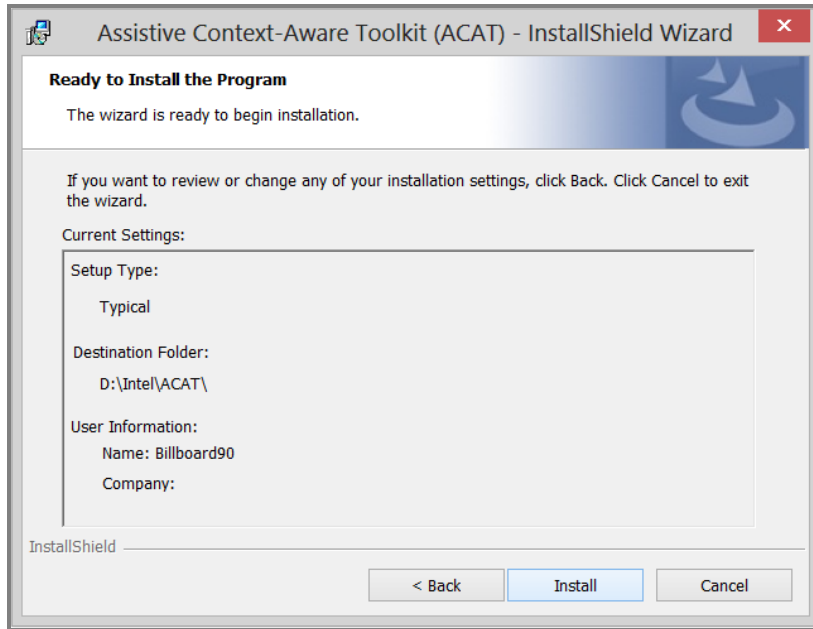 Assistive Context-Aware Toolkit (ACAT) - InstallShield Wizard
Ready to Install the Program
The wizard is ready to begin installation.
If you want to review or change any of your installation settings, click Back. Click Cancel to exit
the wizard.
Current Settings:
Setup Type:
Typical
Destination Folder:
D:\Intel\ACAT\
User Information:
Name: Billboard90
Company:
InstallShield
< Back
Install
Cancel